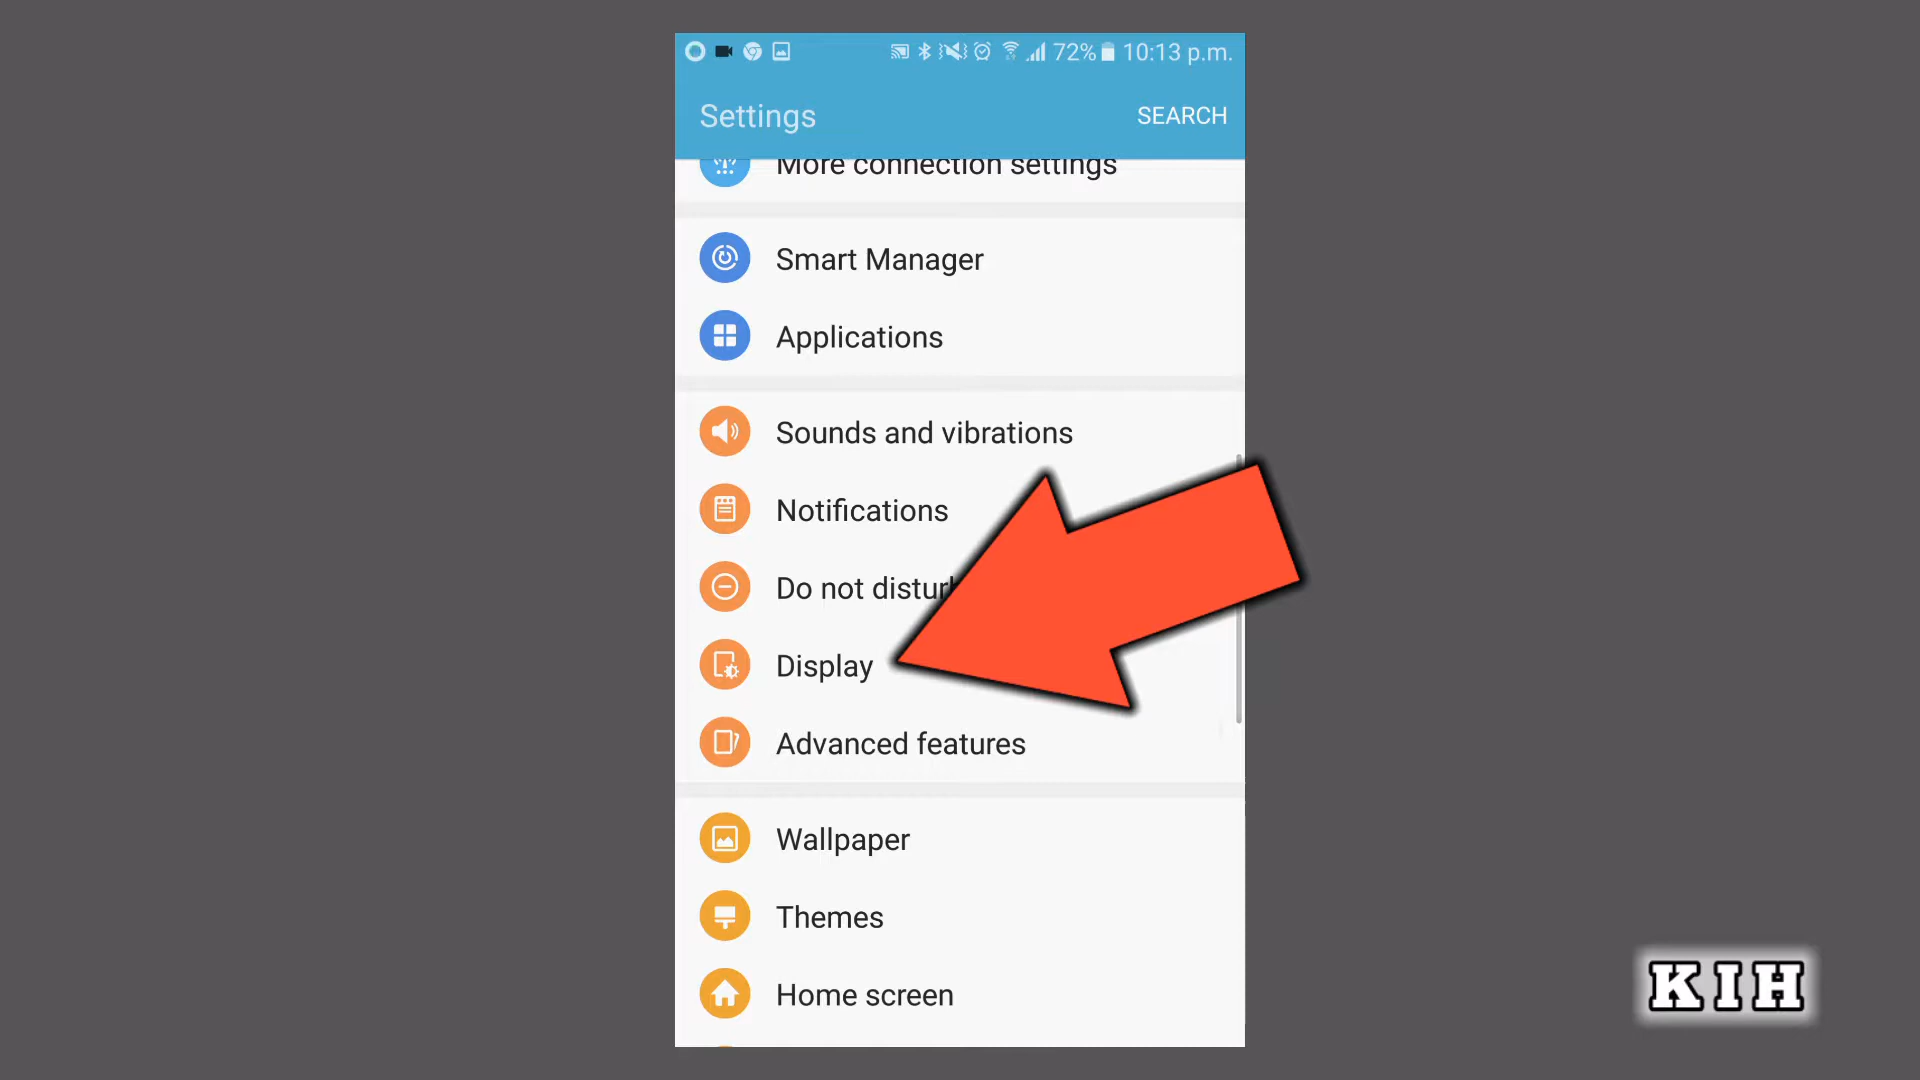 72% 10:13 p.m.
Settings SEARCH
More connection settings
Smart Manager
Applications
Sounds and vibrations
Notifications
Do not disturb
Display
Advanced features
Wallpaper
Themes
Home screen
KIH